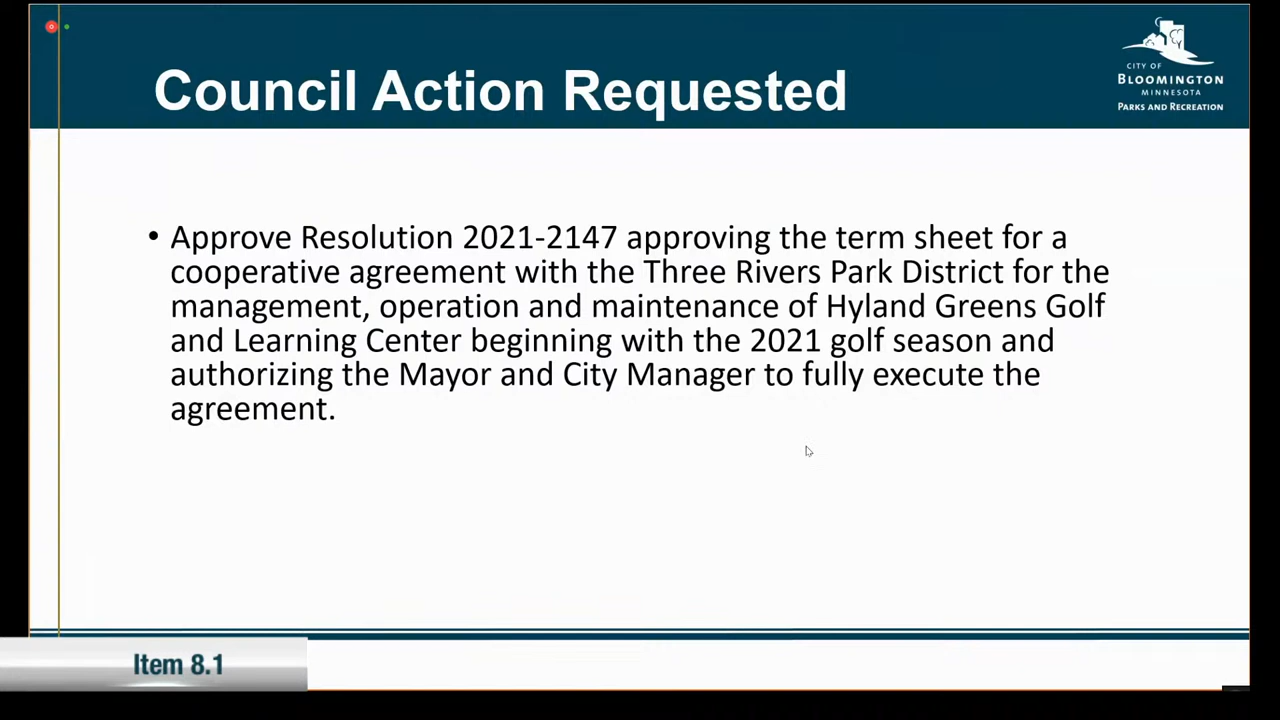 Council Action Requested
CITY OF
BLOOMINGTON
MINNESOTA
PARKS AND RECREATION
• Approve Resolution 2021-2147 approving the term sheet for a
cooperative agreement with the Three Rivers Park District for the
management, operation and maintenance of Hyland Greens Golf
and Learning Center beginning with the 2021 golf season and
authorizing the Mayor and City Manager to fully execute the
agreement.
Item 8.1